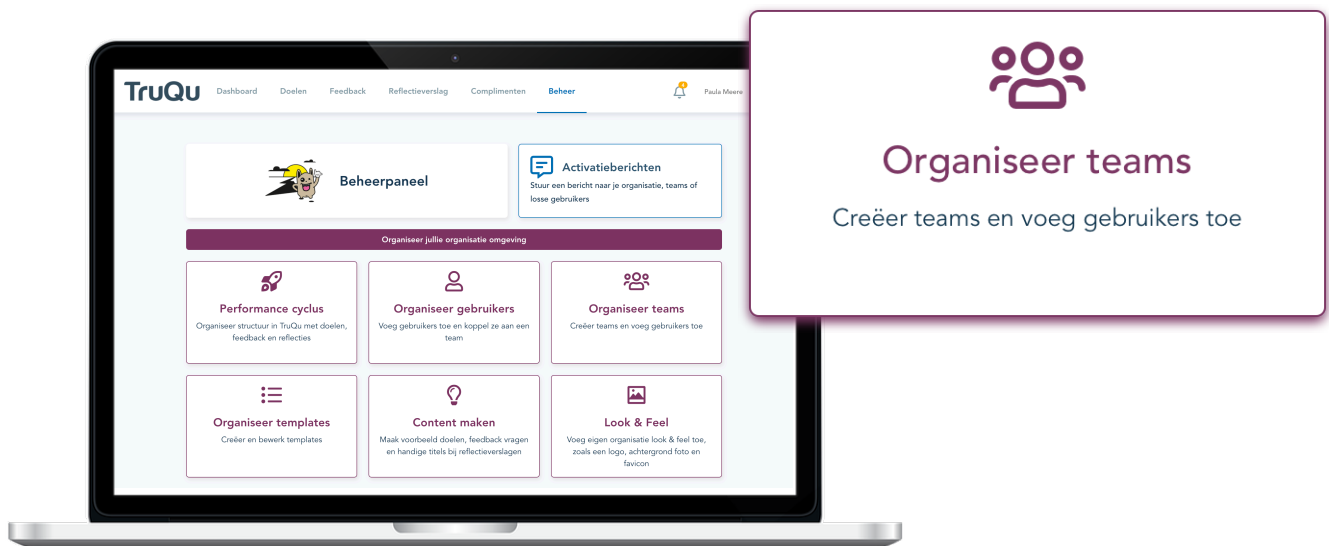 TruQu
Dashboard
Doelen
Feedback
Reflectieverslag
Complimenten
Beheer
Paula Meere
Beheerpaneel
Activatieberichten
Stuur een bericht naar je organisatie, teams of
losse gebruikers
Organiseer jullie organisatie omgeving
Performance cyclus
Organiseer structuur in TruQu met doelen,
feedback en reflecties
Organiseer gebruikers
Voeg gebruikers toe en koppel ze aan een
team
Organiseer teams
Creëer teams en voeg gebruikers toe
Organiseer templates
Creëer en bewerk templates
Content maken
Maak voorbeeld doelen, feedback vragen
en handige titels bij reflectieverslagen
Look & Feel
Voeg eigen organisatie look & feel toe,
zoals een logo, achtergrond foto en
favicon
Organiseer teams
Creëer teams en voeg gebruikers toe